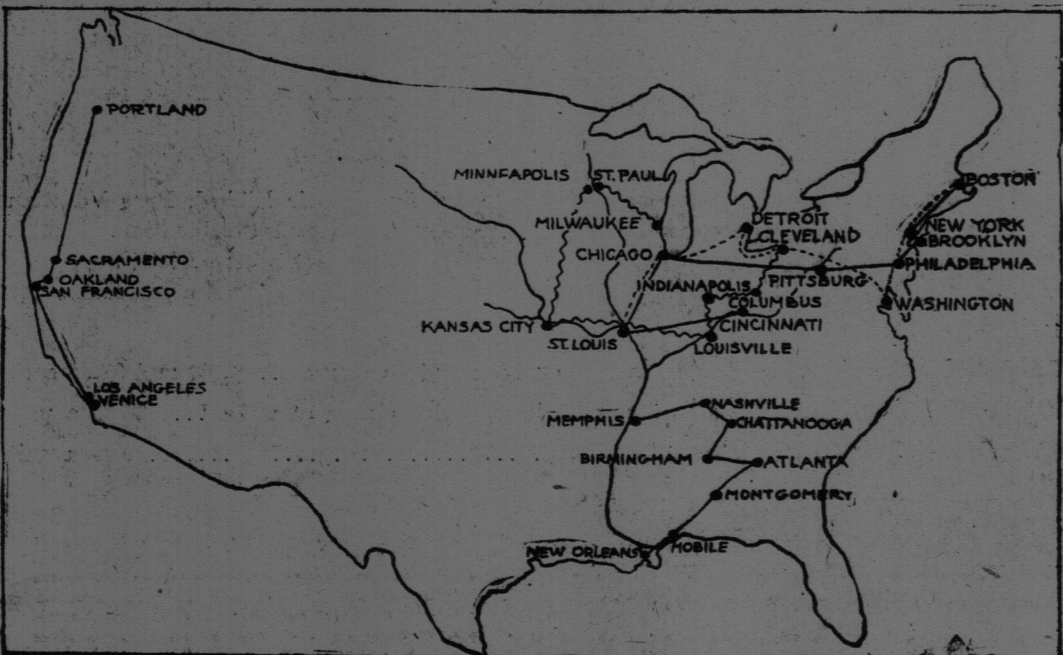 PORTLAND
MINNEAPOLIS
ST. PAUL
BOSTON
MILWAUKEE
DETROIT
NEW YORK
CLEVELAND
BROOKLYN
CHICAGO
SACRAMENTO
PHILADELPHIA
OAKLAND
PITTSBURG
INDIANAPOLIS
SAN FRANCISCO
COLUMBUS
WASHINGTON
KANSAS CITY
CINCINNATI
ST. LOUIS
LOUISVILLE
LOS ANGELES
VENICE
NASHVILLE
MEMPHIS
CHATTANOOGA
BIRMINGHAM
ATLANTA
MONTGOMERY
NEW ORLEANS
MOBILE